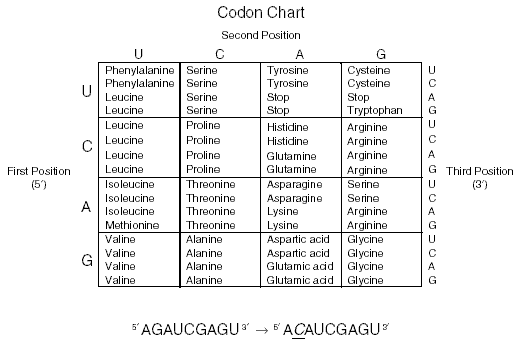 Codon Chart
Second Position
U C A G
Phenylalanine Serine Tyrosine Cysteine U
Phenylalanine Serine Tyrosine Cysteine C
U
Leucine Serine Stop Stop A
Leucine Serine Stop Tryptophan G
Leucine Proline Histidine Arginine U
Leucine Proline Histidine Arginine C
C
Leucine Proline Glutamine Arginine A
Leucine Proline Glutamine Arginine G
First Position
(5′)
Third Position
(3′)
Isoleucine Threonine Asparagine Serine U
Isoleucine Threonine Asparagine Serine C
A
Isoleucine Threonine Lysine Arginine A
Methionine Threonine Lysine Arginine G
Valine Alanine Aspartic acid Glycine U
Valine Alanine Aspartic acid Glycine C
G
Valine Alanine Glutamic acid Glycine A
Valine Alanine Glutamic acid Glycine G
5′ AGAUCGAGU 3′ → 5′ ACAUCGAGU 3′